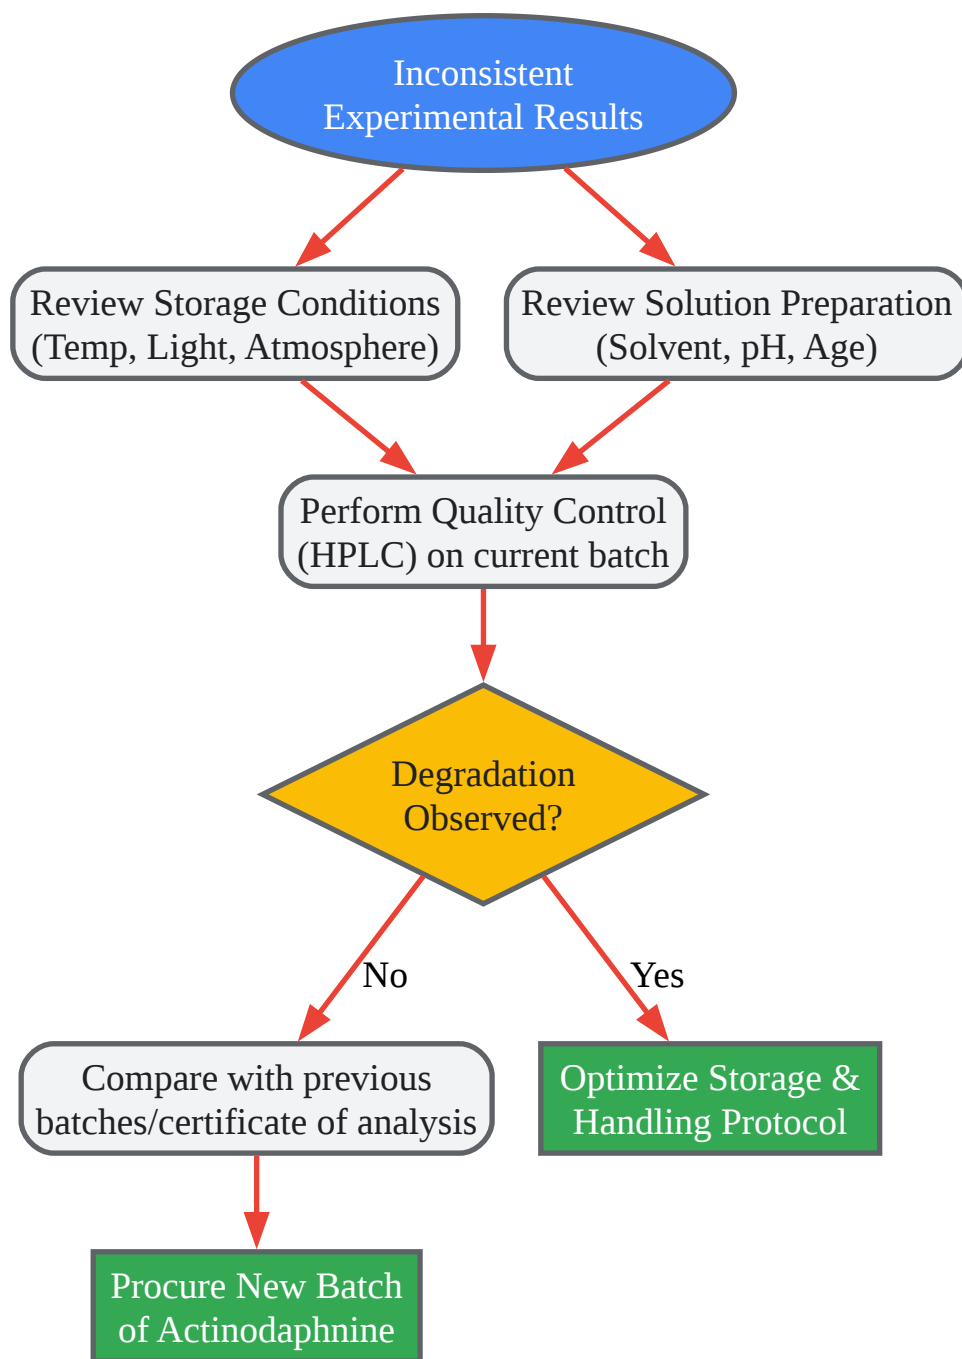 Inconsistent
Experimental Results
Review Storage Conditions
(Temp, Light, Atmosphere)
Review Solution Preparation
(Solvent, pH, Age)
Perform Quality Control
(HPLC) on current batch
Degradation
Observed?
No
Yes
Compare with previous
batches/certificate of analysis
Optimize Storage &
Handling Protocol
Procure New Batch
of Actinodaphnine